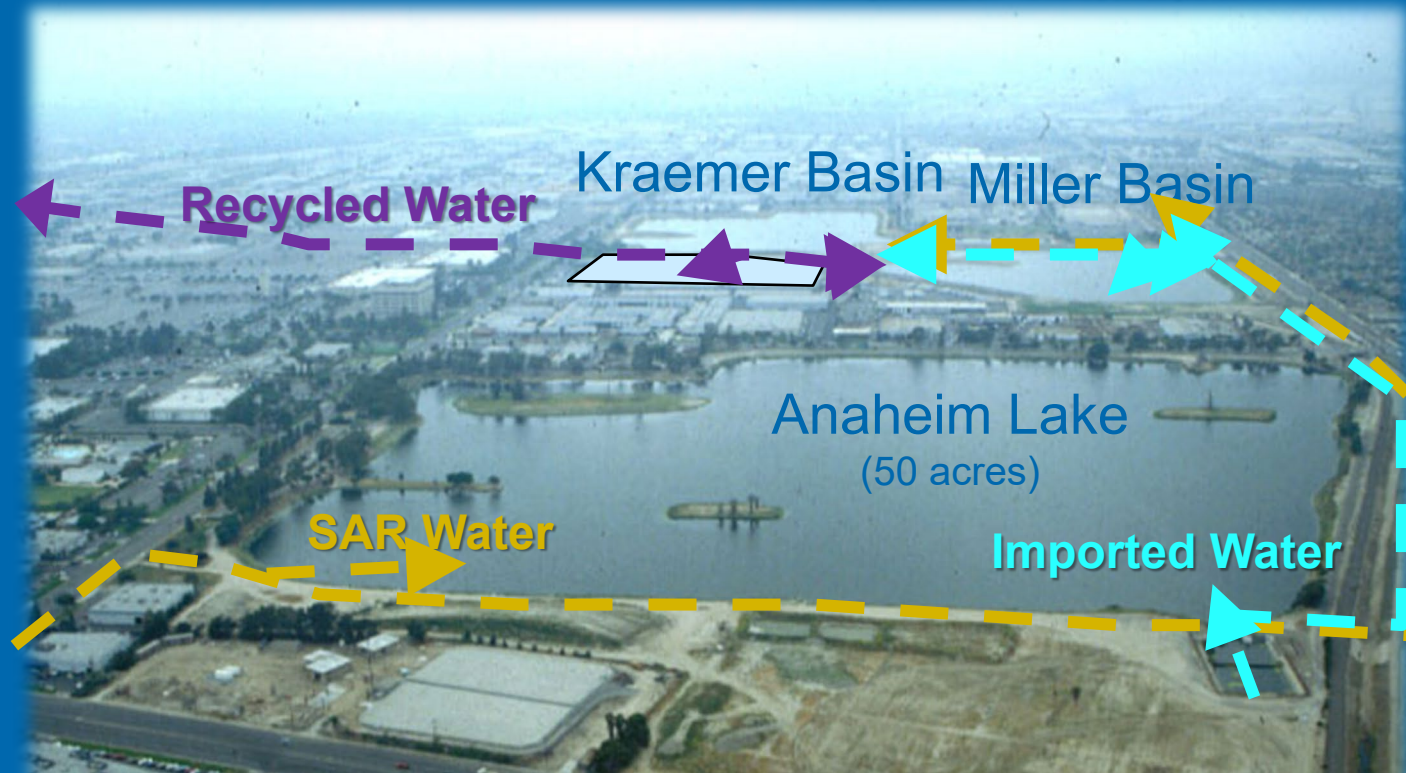 Kraemer Basin
Miller Basin
Recycled Water
Anaheim Lake
(50 acres)
SAR Water
Imported Water